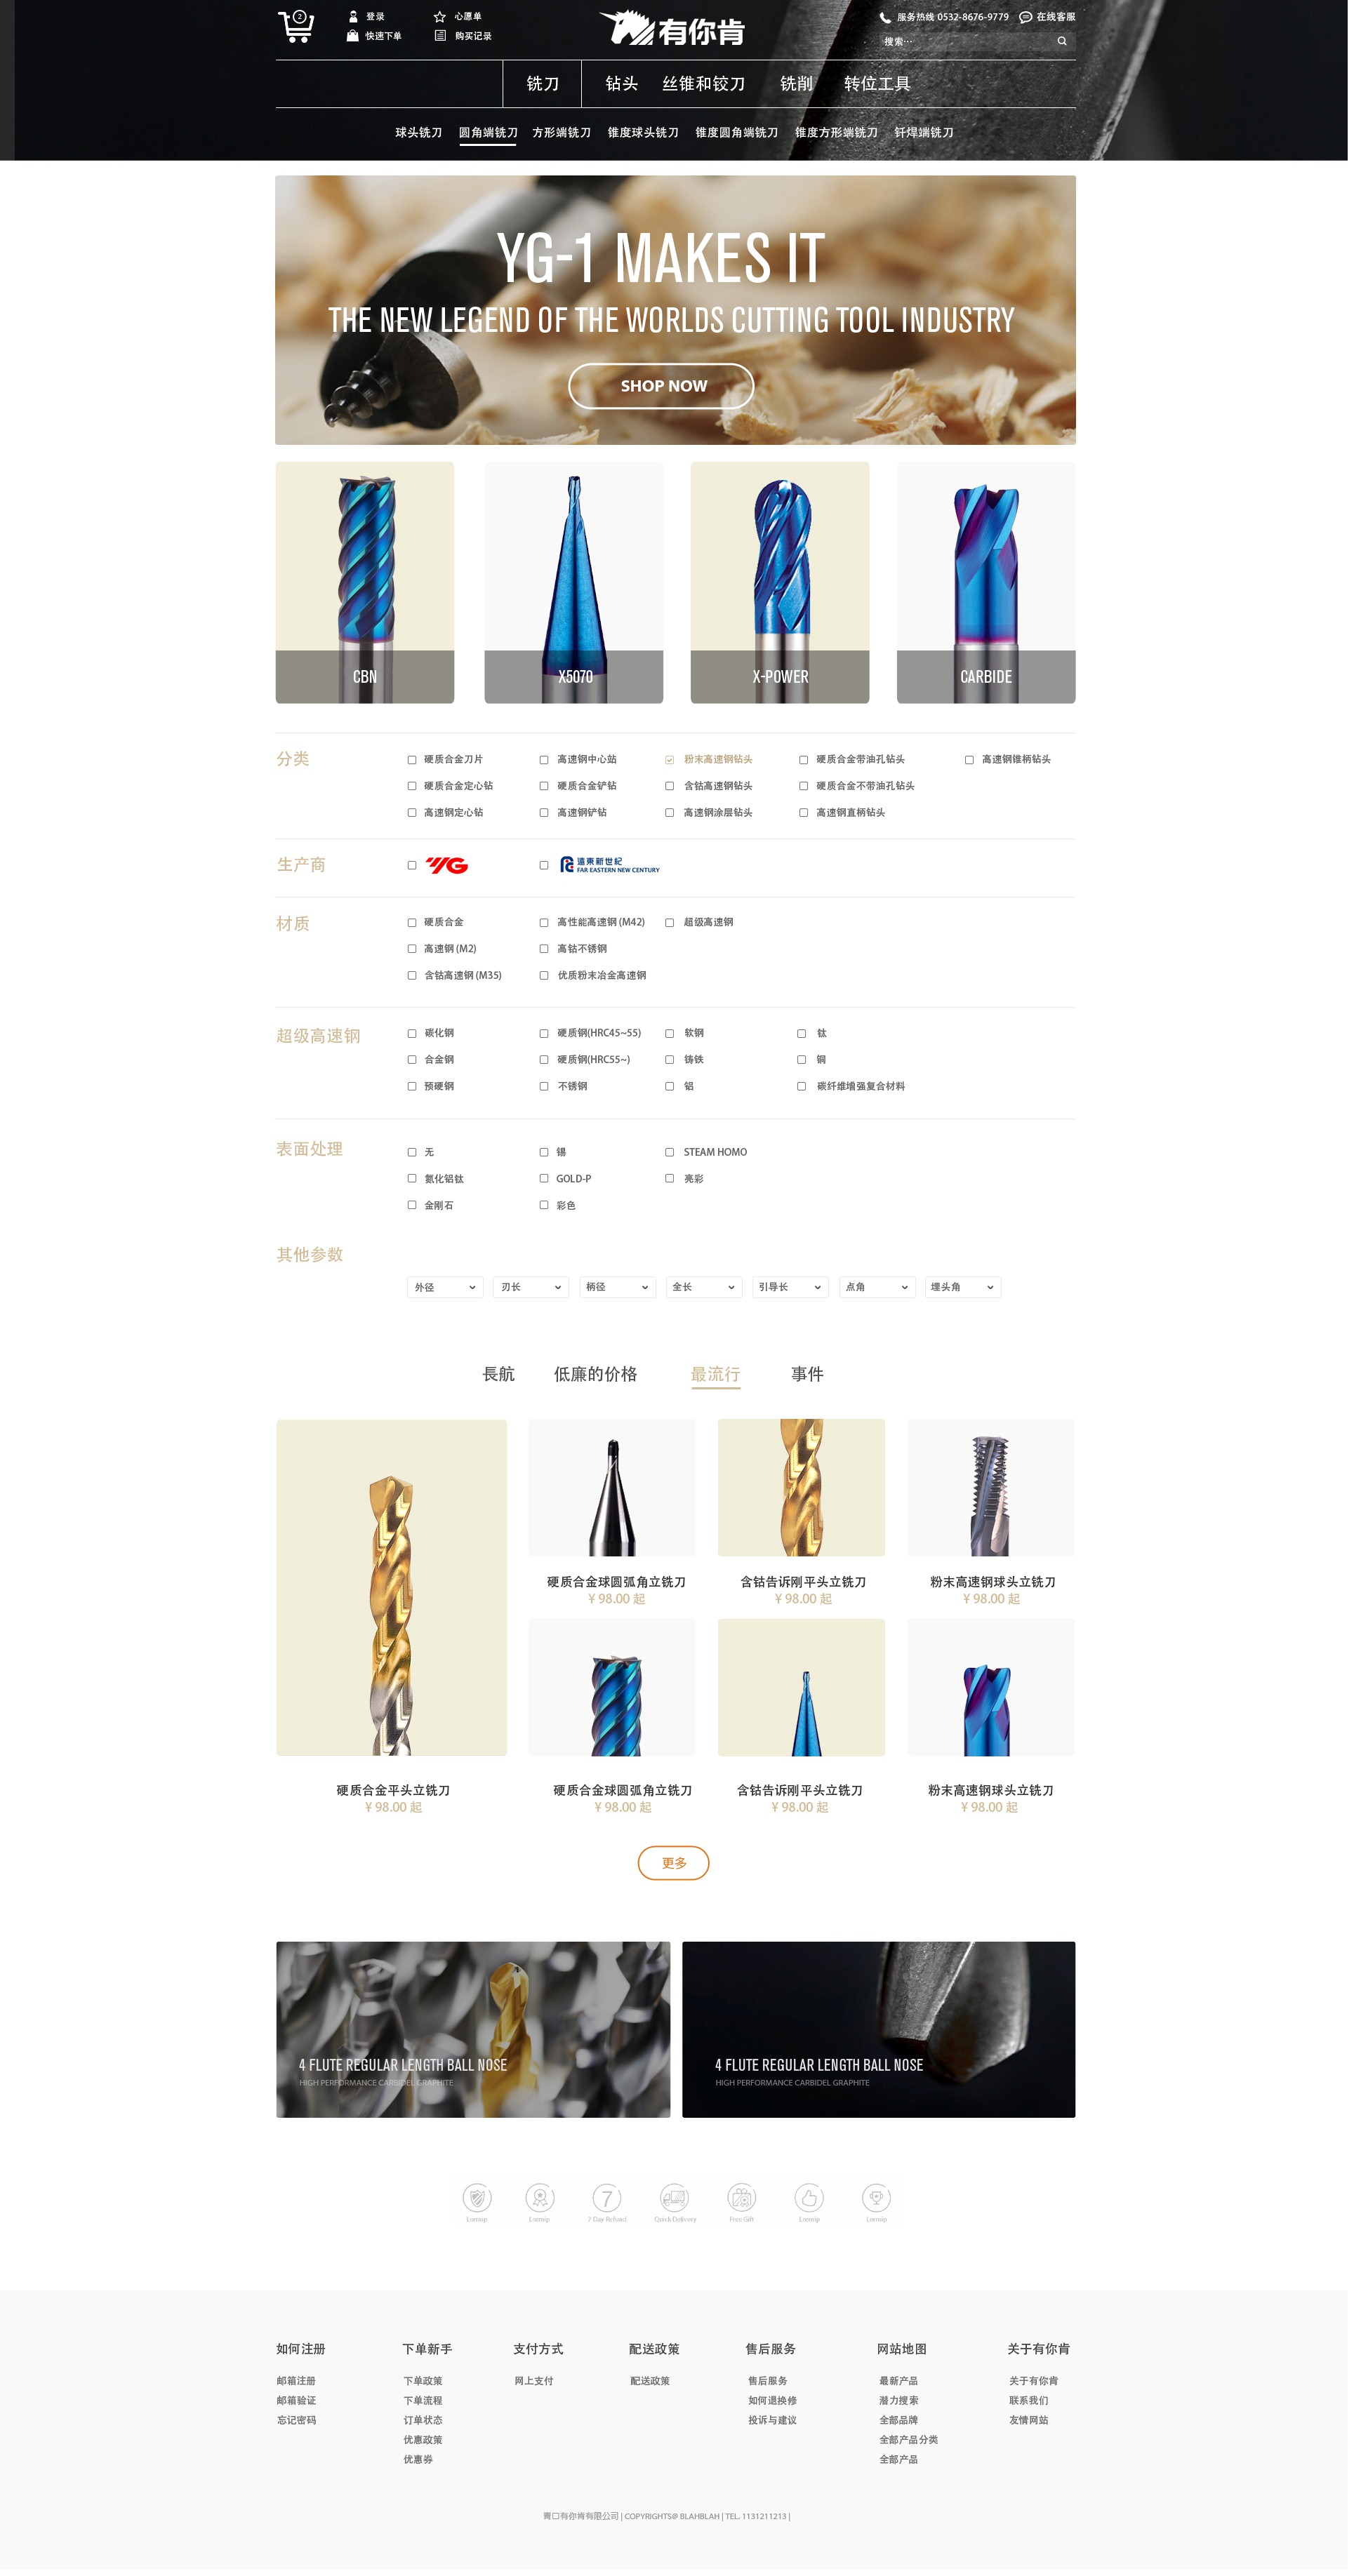 2
登录
心愿单
快速下单
购买记录
有你肯
服务热线 0532-8676-9779
在线客服
搜索…
铣刀 钻头 丝锥和铰刀 铣削 转位工具
球头铣刀 圆角端铣刀 方形端铣刀 锥度球头铣刀 锥度圆角端铣刀 锥度方形端铣刀 钎焊端铣刀
YG-1 MAKES IT
THE NEW LEGEND OF THE WORLDS CUTTING TOOL INDUSTRY
SHOP NOW
CBN
X5070
X-POWER
CARBIDE
分类
硬质合金刀片 高速钢中心站 粉末高速钢钻头 硬质合金带油孔钻头 高速钢锥柄钻头
硬质合金定心钻 硬质合金铲钻 含钴高速钢钻头 硬质合金不带油孔钻头
高速钢定心钻 高速钢铲钻 高速钢涂层钻头 高速钢直柄钻头
生产商
YG
遠東新世紀
FAR EASTERN NEW CENTURY
材质
硬质合金 高性能高速钢 (M42) 超级高速钢
高速钢 (M2) 高钴不锈钢
含钴高速钢 (M35) 优质粉末冶金高速钢
超级高速钢
碳化钢 硬质钢(HRC45~55) 软钢 钛
合金钢 硬质钢(HRC55~) 铸铁 铜
预硬钢 不锈钢 铝 碳纤维增强复合材料
表面处理
无 锡 STEAM HOMO
氮化铝钛 GOLD-P 亮彩
金刚石 彩色
其他参数
外径 刃长 柄径 全长 引导长 点角 埋头角
長航 低廉的价格 最流行 事件
硬质合金球圆弧角立铣刀
¥ 98.00 起
含钴告诉刚平头立铣刀
¥ 98.00 起
粉末高速钢球头立铣刀
¥ 98.00 起
硬质合金平头立铣刀
¥ 98.00 起
硬质合金球圆弧角立铣刀
¥ 98.00 起
含钴告诉刚平头立铣刀
¥ 98.00 起
粉末高速钢球头立铣刀
¥ 98.00 起
更多
4 FLUTE REGULAR LENGTH BALL NOSE
HIGH PERFORMANCE CARBIDEL GRAPHITE
4 FLUTE REGULAR LENGTH BALL NOSE
HIGH PERFORMANCE CARBIDEL GRAPHITE
7
7 Day Refund
Quick Delivery
Free Gift
如何注册
邮箱注册
邮箱验证
忘记密码
下单新手
下单政策
下单流程
订单状态
优惠政策
优惠券
支付方式
网上支付
配送政策
配送政策
售后服务
售后服务
如何退换修
投诉与建议
网站地图
最新产品
潜力搜索
全部品牌
全部产品分类
全部产品
关于有你肯
关于有你肯
联系我们
友情网站
青口有你肯有限公司 | COPYRIGHTS@ BLAHBLAH | TEL. 1131211213 |